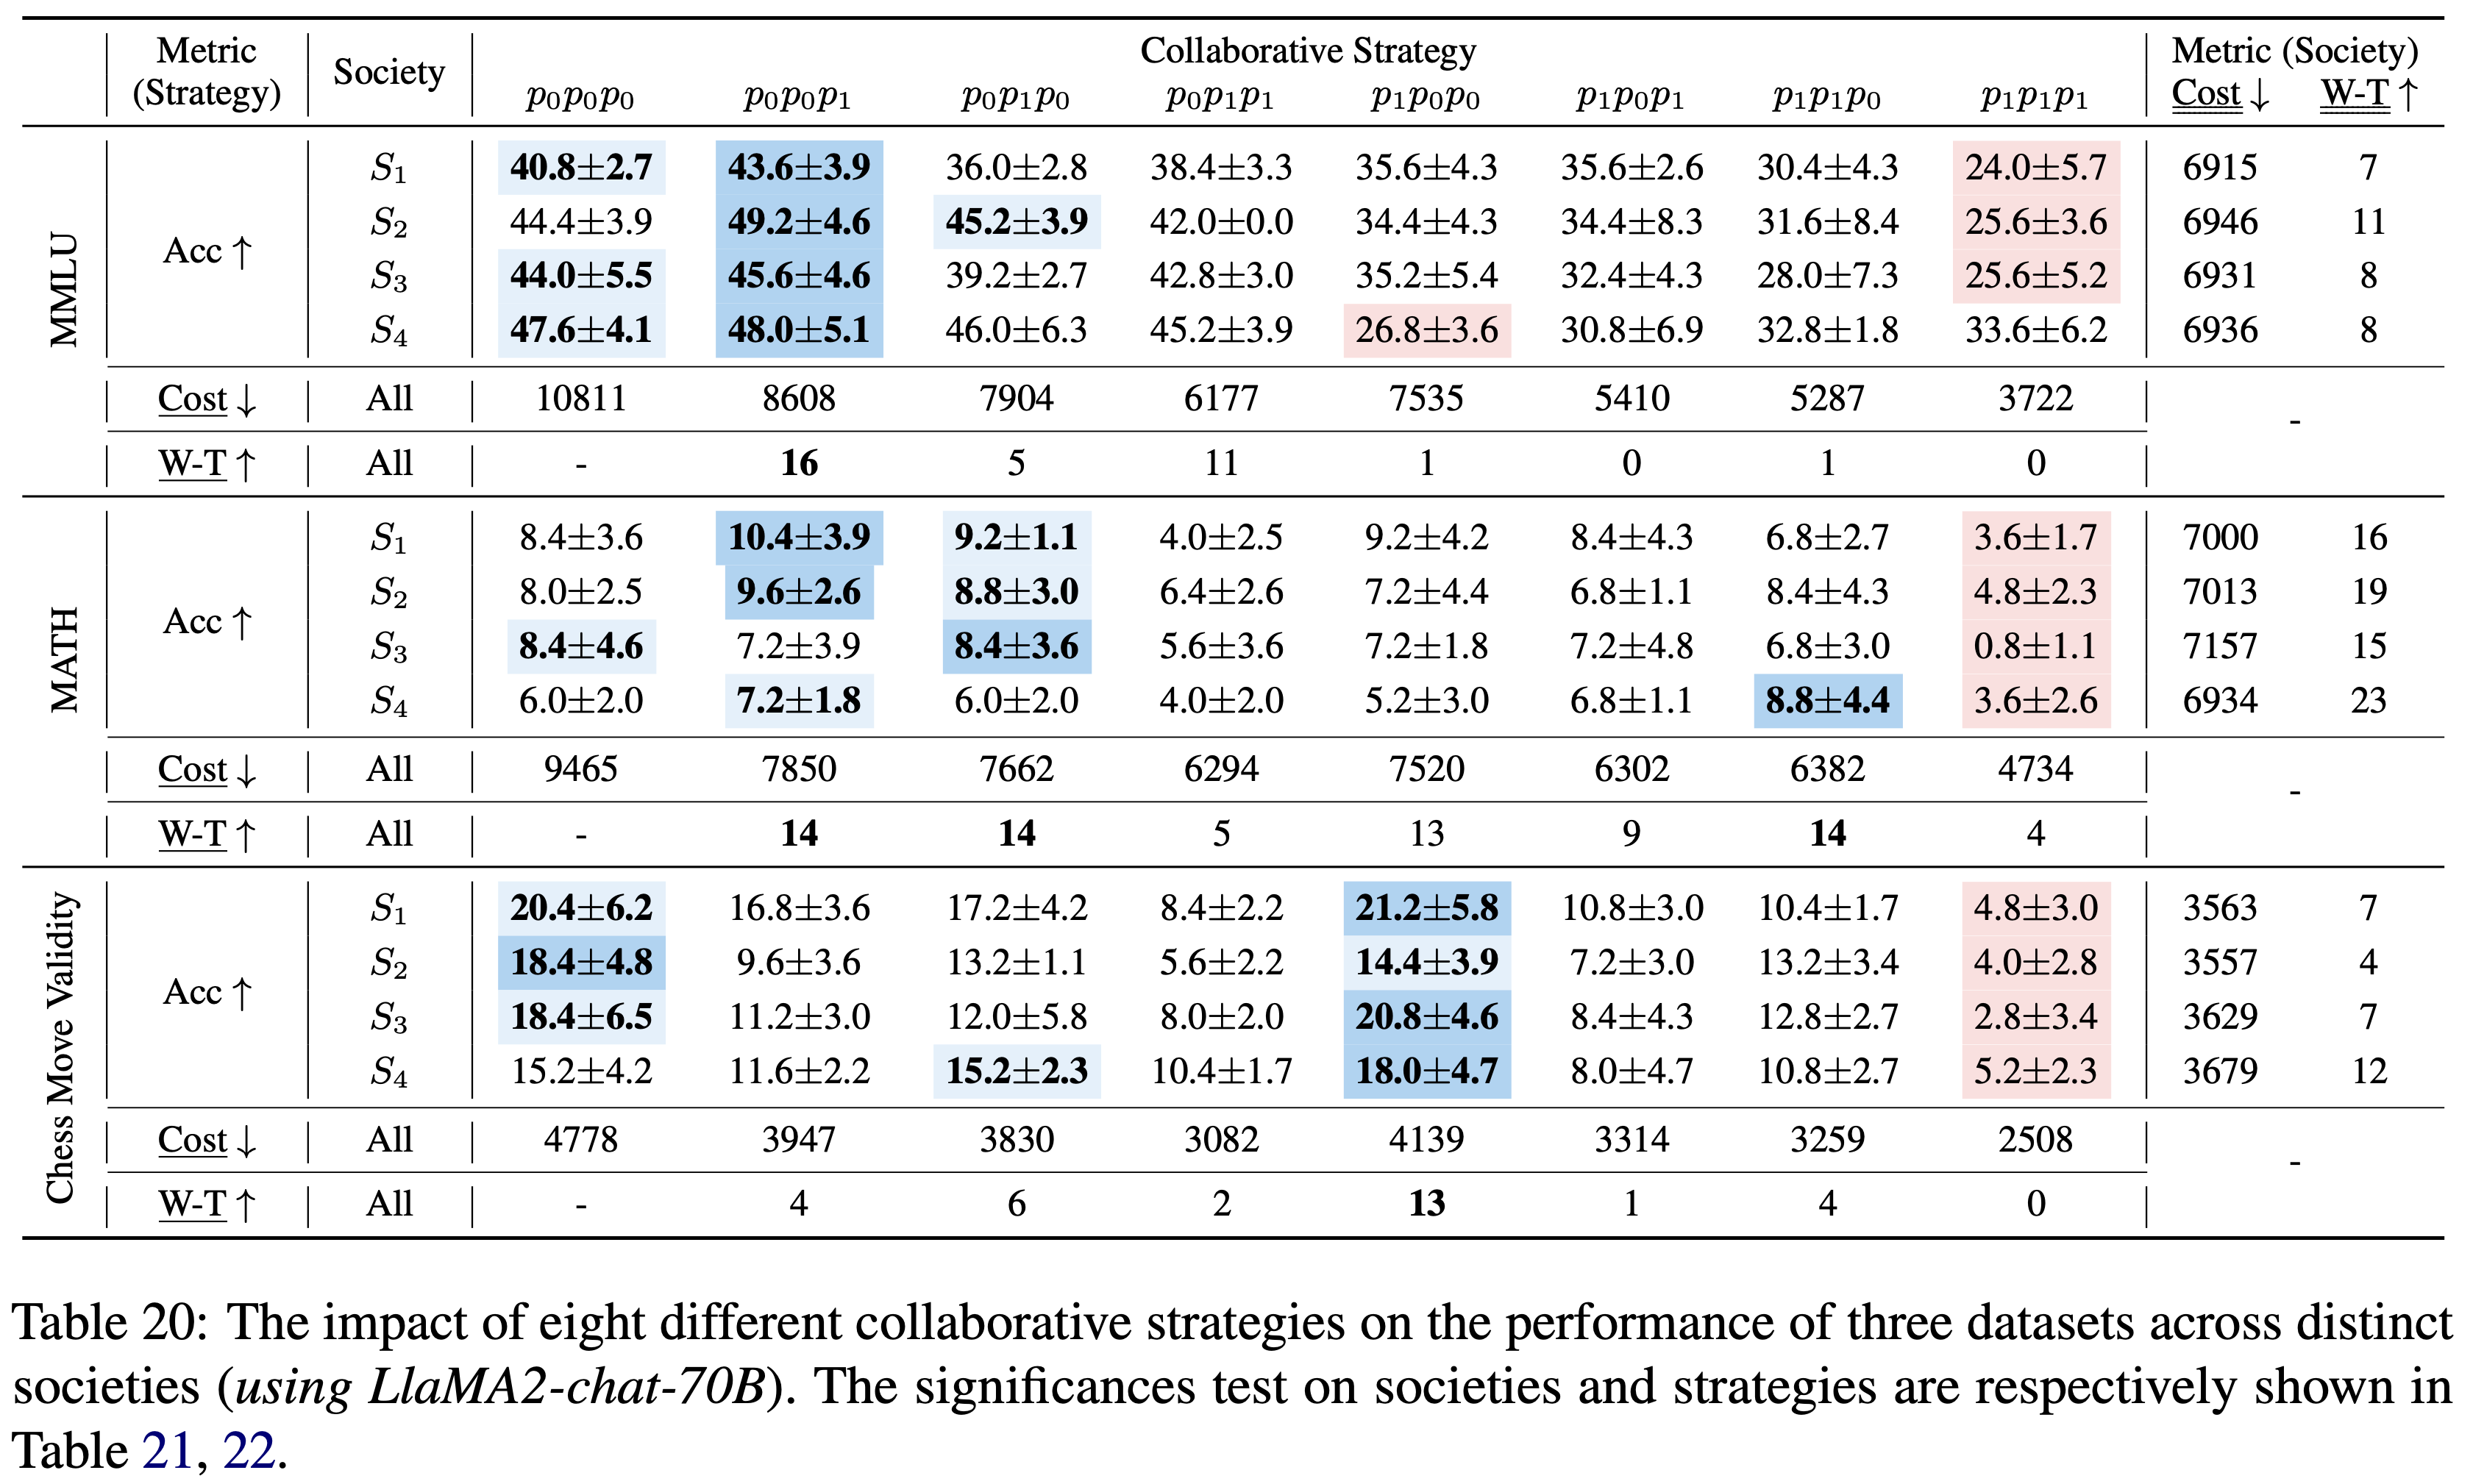 Metric (Strategy) Society Collaborative Strategy Metric (Society)
p₀p₀p₀ p₀p₀p₁ p₀p₁p₀ p₀p₁p₁ p₁p₀p₀ p₁p₀p₁ p₁p₁p₀ p₁p₁p₁ Cost ↓ W-T ↑
MMLU
Acc ↑
S₁ 40.8±2.7 43.6±3.9 36.0±2.8 38.4±3.3 35.6±4.3 35.6±2.6 30.4±4.3 24.0±5.7 6915 7
S₂ 44.4±3.9 49.2±4.6 45.2±3.9 42.0±0.0 34.4±4.3 34.4±8.3 31.6±8.4 25.6±3.6 6946 11
S₃ 44.0±5.5 45.6±4.6 39.2±2.7 42.8±3.0 35.2±5.4 32.4±4.3 28.0±7.3 25.6±5.2 6931 8
S₄ 47.6±4.1 48.0±5.1 46.0±6.3 45.2±3.9 26.8±3.6 30.8±6.9 32.8±1.8 33.6±6.2 6936 8
Cost ↓ All 10811 8608 7904 6177 7535 5410 5287 3722 -
W-T ↑ All - 16 5 11 1 0 1 0
MATH
Acc ↑
S₁ 8.4±3.6 10.4±3.9 9.2±1.1 4.0±2.5 9.2±4.2 8.4±4.3 6.8±2.7 3.6±1.7 7000 16
S₂ 8.0±2.5 9.6±2.6 8.8±3.0 6.4±2.6 7.2±4.4 6.8±1.1 8.4±4.3 4.8±2.3 7013 19
S₃ 8.4±4.6 7.2±3.9 8.4±3.6 5.6±3.6 7.2±1.8 7.2±4.8 6.8±3.0 0.8±1.1 7157 15
S₄ 6.0±2.0 7.2±1.8 6.0±2.0 4.0±2.0 5.2±3.0 6.8±1.1 8.8±4.4 3.6±2.6 6934 23
Cost ↓ All 9465 7850 7662 6294 7520 6302 6382 4734 -
W-T ↑ All - 14 14 5 13 9 14 4
Chess Move Validity
Acc ↑
S₁ 20.4±6.2 16.8±3.6 17.2±4.2 8.4±2.2 21.2±5.8 10.8±3.0 10.4±1.7 4.8±3.0 3563 7
S₂ 18.4±4.8 9.6±3.6 13.2±1.1 5.6±2.2 14.4±3.9 7.2±3.0 13.2±3.4 4.0±2.8 3557 4
S₃ 18.4±6.5 11.2±3.0 12.0±5.8 8.0±2.0 20.8±4.6 8.4±4.3 12.8±2.7 2.8±3.4 3629 7
S₄ 15.2±4.2 11.6±2.2 15.2±2.3 10.4±1.7 18.0±4.7 8.0±4.7 10.8±2.7 5.2±2.3 3679 12
Cost ↓ All 4778 3947 3830 3082 4139 3314 3259 2508 -
W-T ↑ All - 4 6 2 13 1 4 0
Table 20: The impact of eight different collaborative strategies on the performance of three datasets across distinct
societies (using LlaMA2-chat-70B). The significances test on societies and strategies are respectively shown in
Table 21, 22.